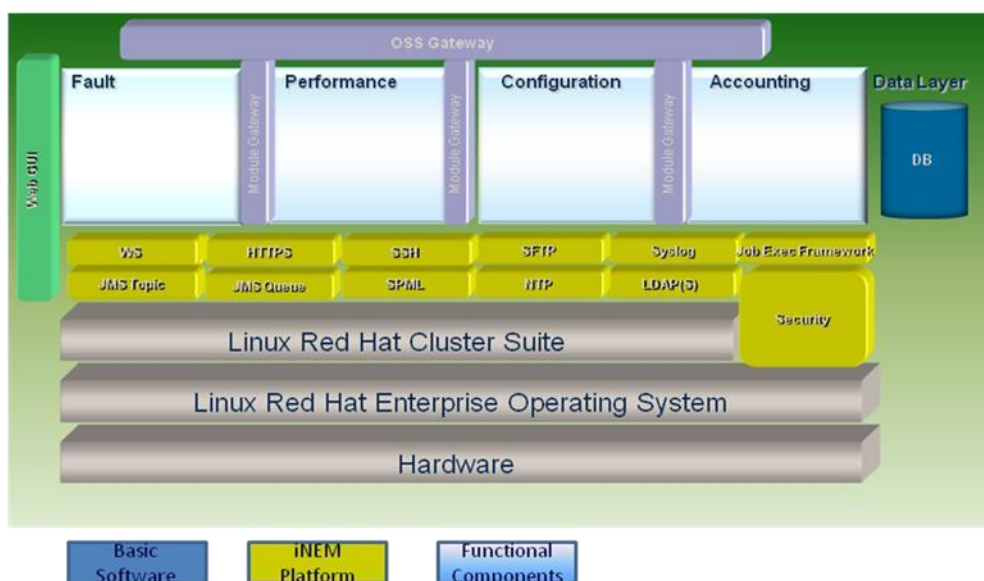 OSS Gateway
Web GUI
Fault
Module Gateway
Performance
Module Gateway
Configuration
Module Gateway
Accounting
Data Layer
DB
WS
HTTPS
SSH
SFTP
Syslog
Job Exec Framework
JMS Topic
JMS Queue
SPML
NTP
LDAP(S)
Security
Linux Red Hat Cluster Suite
Linux Red Hat Enterprise Operating System
Hardware
Basic
Software
iNEM
Platform
Functional
Components